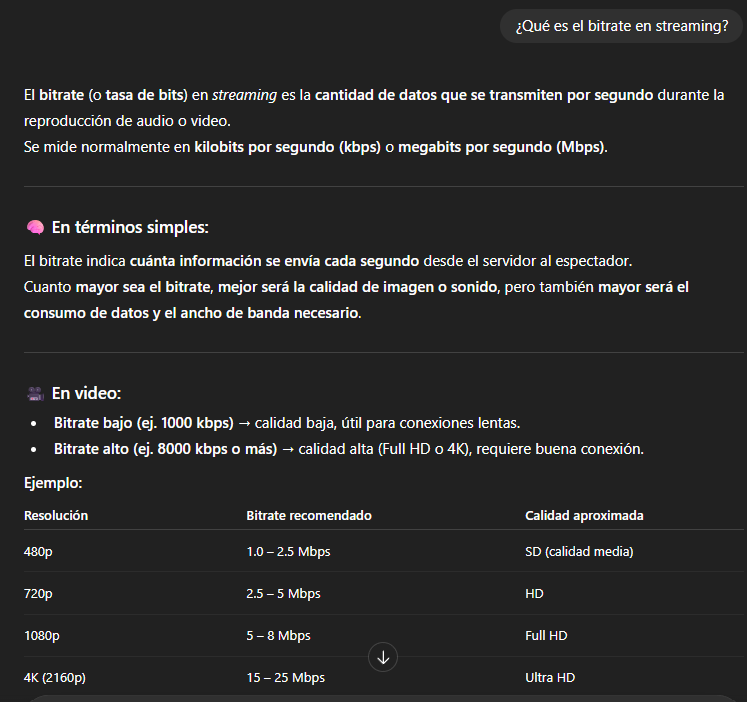 ¿Qué es el bitrate en streaming?
El bitrate (o tasa de bits) en streaming es la cantidad de datos que se transmiten por segundo durante la
reproducción de audio o video.
Se mide normalmente en kilobits por segundo (kbps) o megabits por segundo (Mbps).
En términos simples:
El bitrate indica cuánta información se envía cada segundo desde el servidor al espectador.
Cuanto mayor sea el bitrate, mejor será la calidad de imagen o sonido, pero también mayor será el
consumo de datos y el ancho de banda necesario.
En video:
• Bitrate bajo (ej. 1000 kbps) → calidad baja, útil para conexiones lentas.
• Bitrate alto (ej. 8000 kbps o más) → calidad alta (Full HD o 4K), requiere buena conexión.
Ejemplo:
Resolución Bitrate recomendado Calidad aproximada
480p 1.0 – 2.5 Mbps SD (calidad media)
720p 2.5 – 5 Mbps HD
1080p 5 – 8 Mbps Full HD
4K (2160p) 15 – 25 Mbps Ultra HD